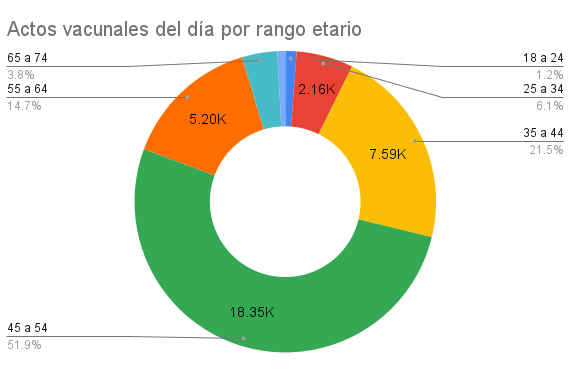 Actos vacunales del día por rango etario
65 a 74
3.8%
55 a 64
14.7%
18 a 24
1.2%
25 a 34
6.1%
35 a 44
21.5%
2.16K
5.20K
7.59K
18.35K
45 a 54
51.9%